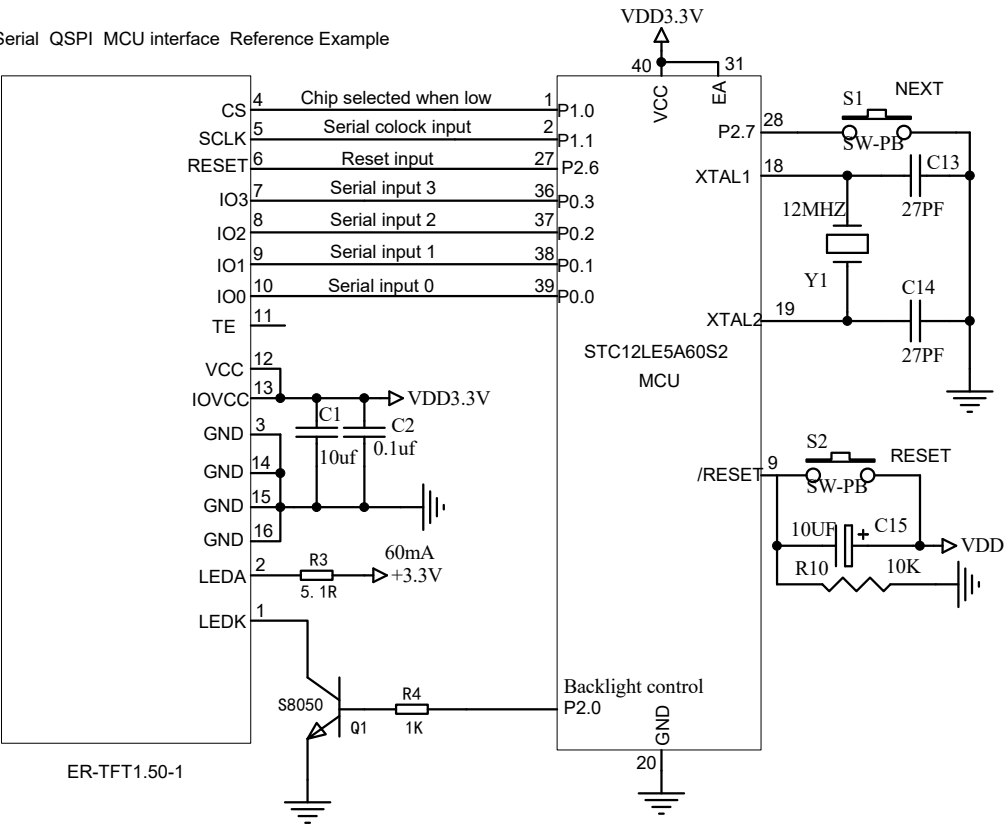 Serial QSPI MCU interface Reference Example
VDD3.3V
40
31
VCC
EA
CS 4 Chip selected when low 1 P1.0
SCLK 5 Serial colock input 2 P1.1
RESET 6 Reset input 27 P2.6
IO3 7 Serial input 3 36 P0.3
IO2 8 Serial input 2 37 P0.2
IO1 9 Serial input 1 38 P0.1
IO0 10 Serial input 0 39 P0.0
TE 11
VCC 12
IOVCC 13 VDD3.3V
GND 3
GND 14
GND 15
GND 16
C1
10uf
C2
0.1uf
LEDA 2 R3
5.1R
60mA
+3.3V
LEDK 1
S8050
Q1
R4
1K
Backlight control
P2.0
GND
20
ER-TFT1.50-1
STC12LE5A60S2
MCU
P2.7 28
S1
NEXT
SW-PB
XTAL1 18
C13
27PF
12MHZ
Y1
XTAL2 19
C14
27PF
/RESET 9
S2
RESET
SW-PB
10UF + C15
VDD
R10
10K